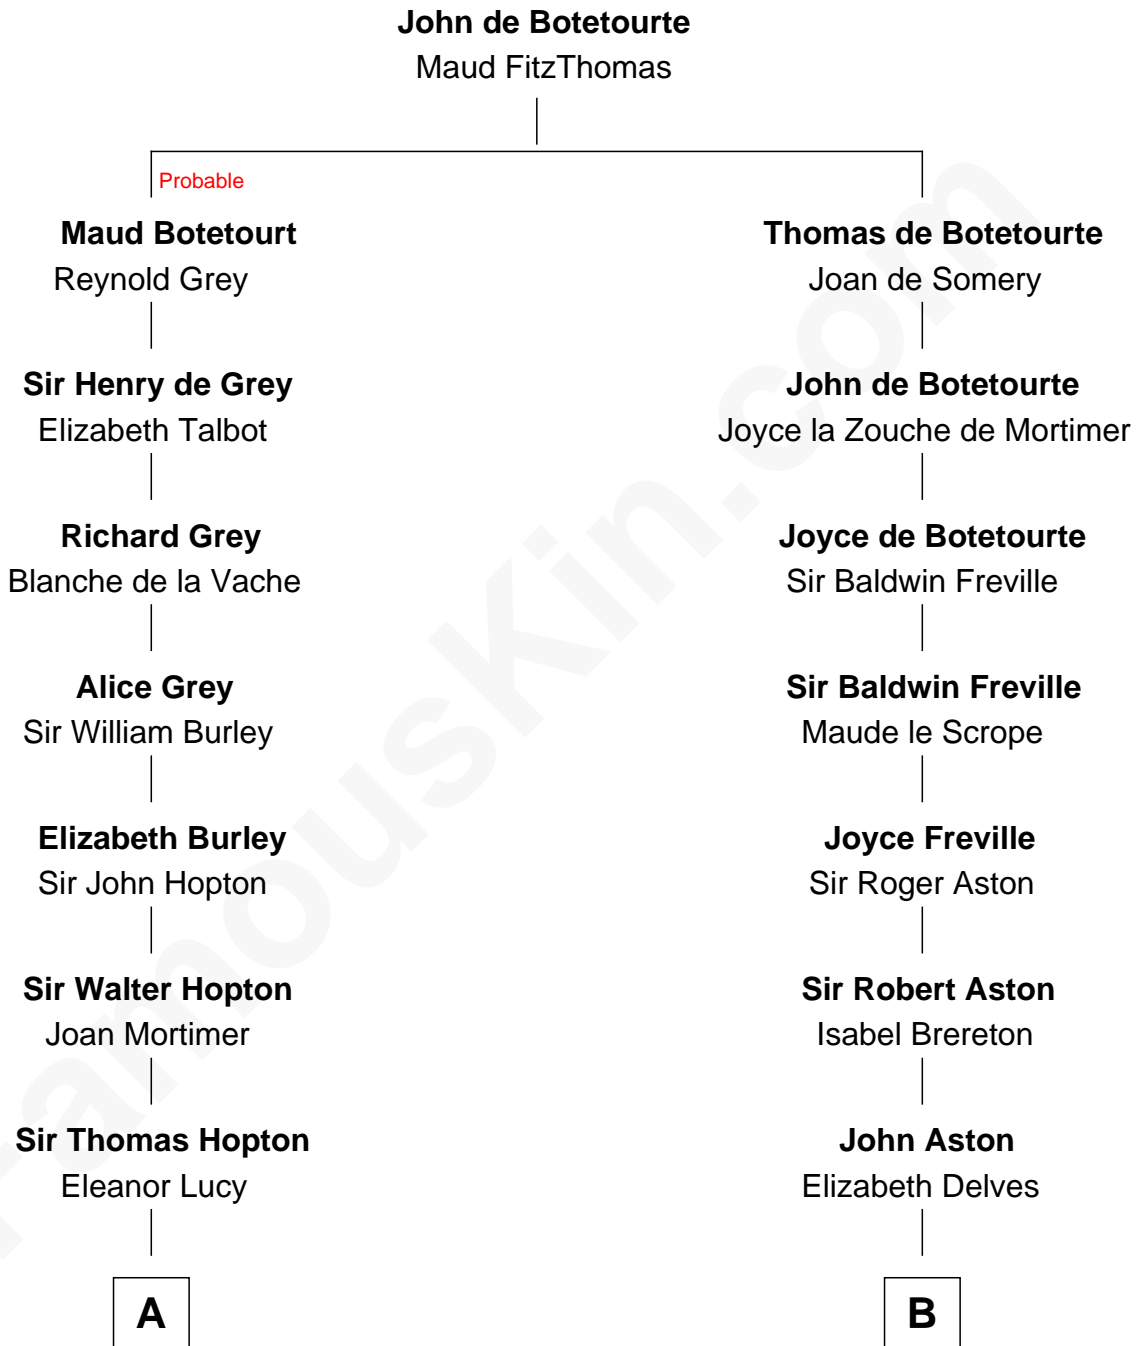 John de Botetourte
Maud FitzThomas
Probable
Maud Botetourt
Reynold Grey
Thomas de Botetourte
Joan de Somery
Sir Henry de Grey
Elizabeth Talbot
John de Botetourte
Joyce la Zouche de Mortimer
Richard Grey
Blanche de la Vache
Joyce de Botetourte
Sir Baldwin Freville
Alice Grey
Sir William Burley
Sir Baldwin Freville
Maude le Scrope
Elizabeth Burley
Sir John Hopton
Joyce Freville
Sir Roger Aston
Sir Walter Hopton
Joan Mortimer
Sir Robert Aston
Isabel Brereton
Sir Thomas Hopton
Eleanor Lucy
John Aston
Elizabeth Delves
A
B
FamousKin.com